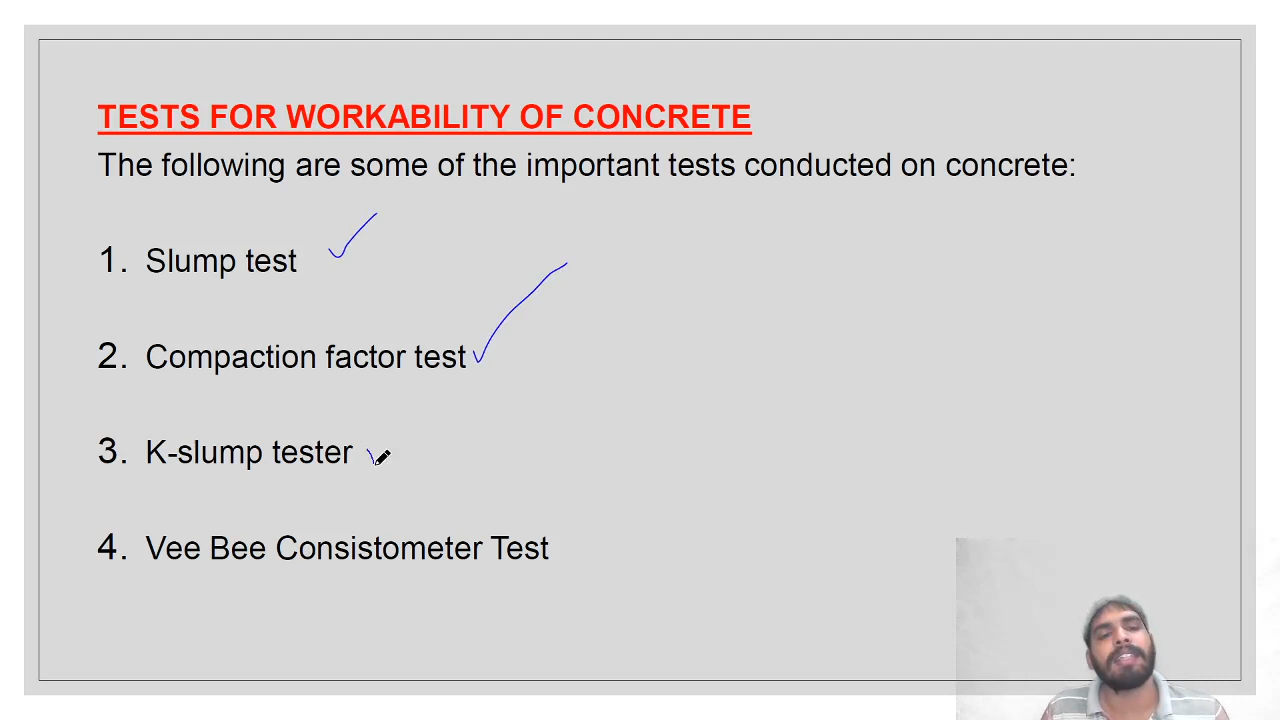 TESTS FOR WORKABILITY OF CONCRETE
The following are some of the important tests conducted on concrete:
1. Slump test
2. Compaction factor test
3. K-slump tester
4. Vee Bee Consistometer Test